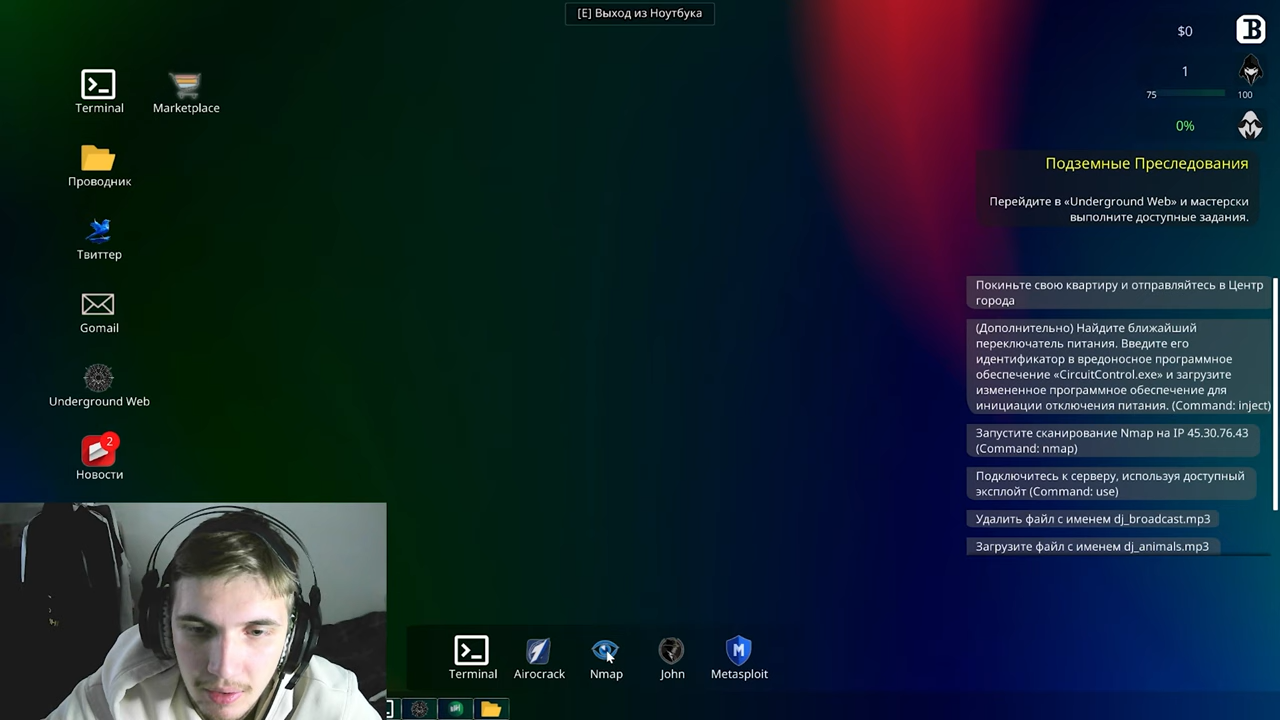 [E] Выход из Ноутбука
$0
B
1
75
100
0%
Terminal
Marketplace
Проводник
Твиттер
Gomail
Underground Web
2
Новости
Подземные Преследования
Перейдите в «Underground Web» и мастерски
выполните доступные задания.
Покиньте свою квартиру и отправляйтесь в Центр
города
(Дополнительно) Найдите ближайший
переключатель питания. Введите его
идентификатор в вредоносное программное
обеспечение «CircuitControl.exe» и загрузите
измененное программное обеспечение для
инициации отключения питания. (Command: inject)
Запустите сканирование Nmap на IP 45.30.76.43
(Command: nmap)
Подключитесь к серверу, используя доступный
эксплойт (Command: use)
Удалить файл с именем dj_broadcast.mp3
Загрузите файл с именем dj_animals.mp3
M
Terminal
Airocrack
Nmap
John
Metasploit